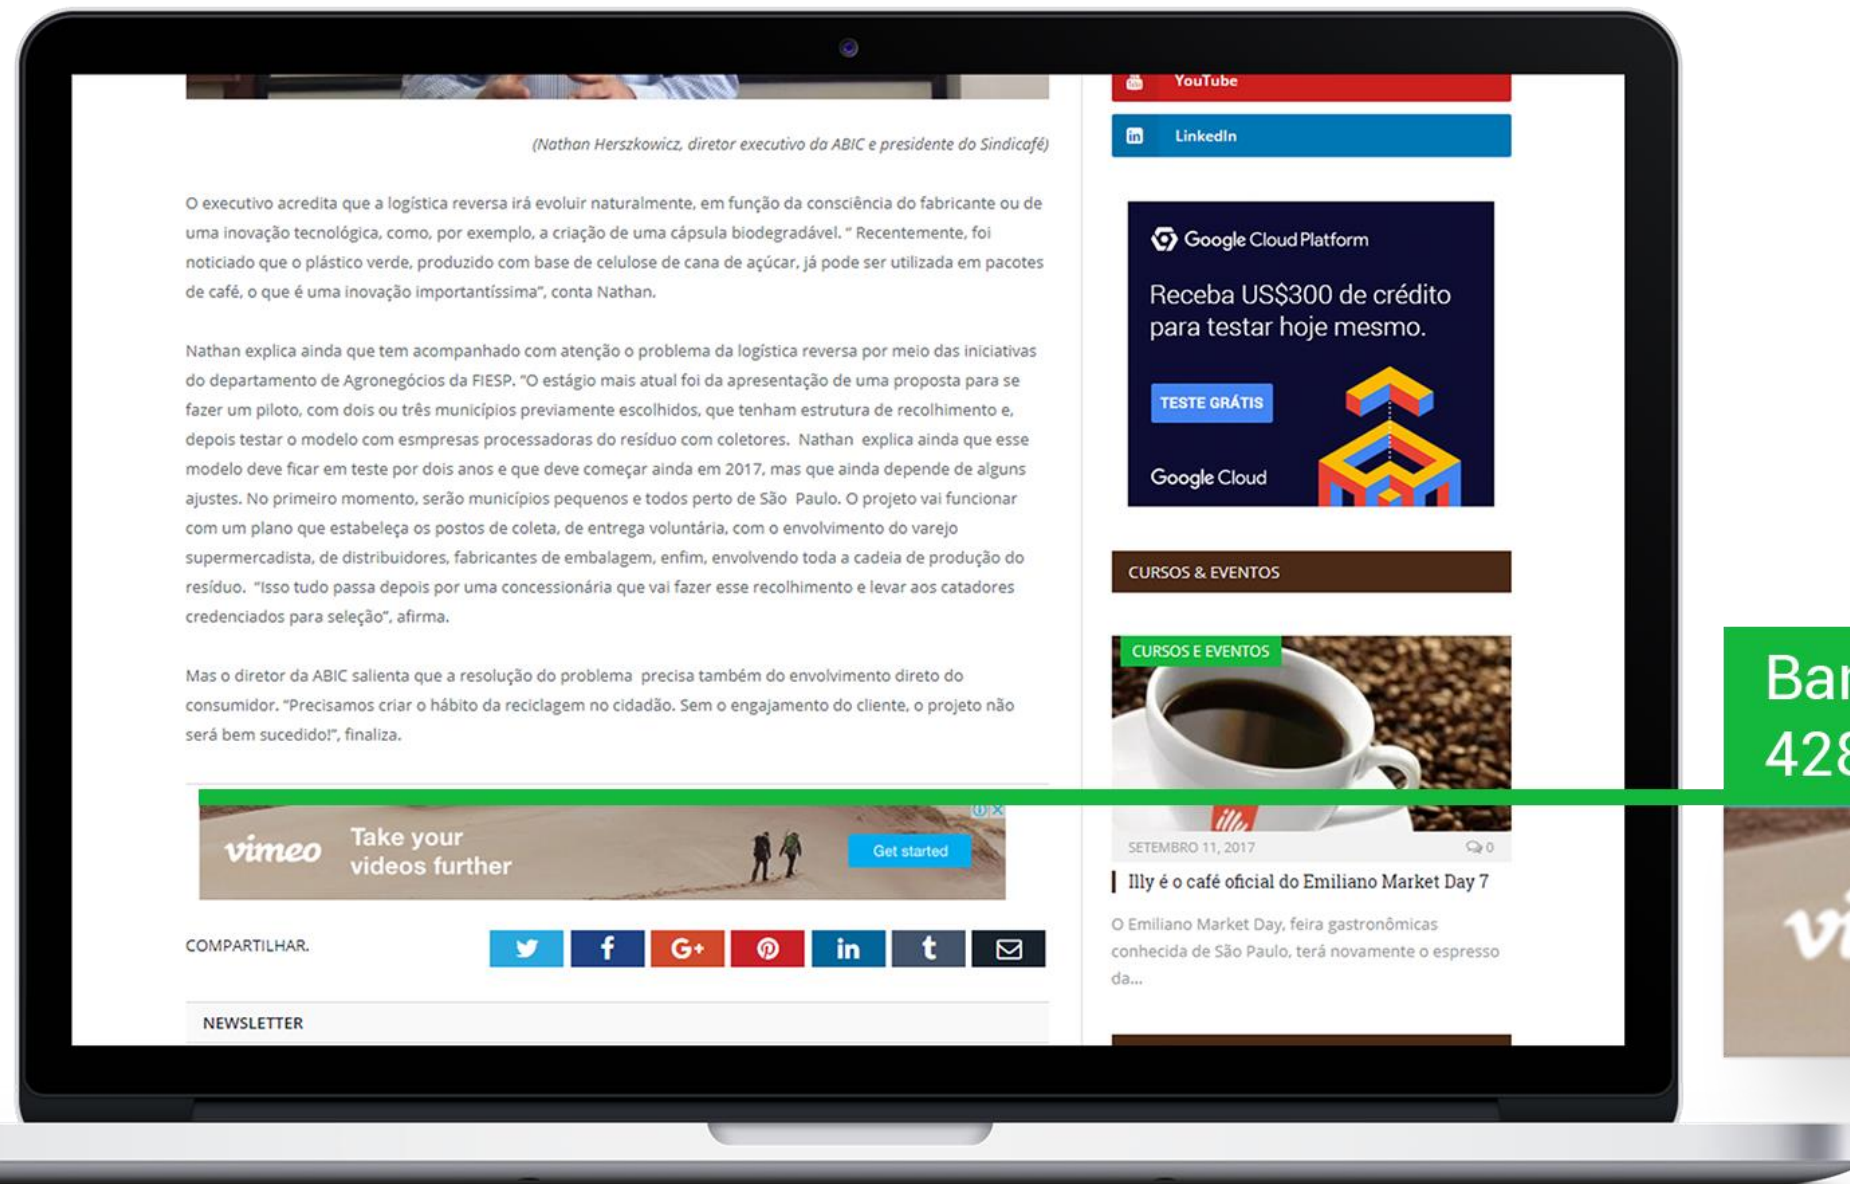 (Nathan Herszkowicz, diretor executivo da ABIC e presidente do Sindicafé)
O executivo acredita que a logística reversa irá evoluir naturalmente, em função da consciência do fabricante ou de
uma inovação tecnológica, como, por exemplo, a criação de uma cápsula biodegradável. “ Recentemente, foi
noticiado que o plástico verde, produzido com base de celulose de cana de açúcar, já pode ser utilizada em pacotes
de café, o que é uma inovação importantíssima”, conta Nathan.
Nathan explica ainda que tem acompanhado com atenção o problema da logística reversa por meio das iniciativas
do departamento de Agronegócios da FIESP. “O estágio mais atual foi da apresentação de uma proposta para se
fazer um piloto, com dois ou três municípios previamente escolhidos, que tenham estrutura de recolhimento e,
depois testar o modelo com esmpresas processadoras do resíduo com coletores.  Nathan  explica ainda que esse
modelo deve ficar em teste por dois anos e que deve começar ainda em 2017, mas que ainda depende de alguns
ajustes. No primeiro momento, serão municípios pequenos e todos perto de São  Paulo. O projeto vai funcionar
com um plano que estabeleça os postos de coleta, de entrega voluntária, com o envolvimento do varejo
supermercadista, de distribuidores, fabricantes de embalagem, enfim, envolvendo toda a cadeia de produção do
resíduo.  “Isso tudo passa depois por uma concessionária que vai fazer esse recolhimento e levar aos catadores
credenciados para seleção”, afirma.
Mas o diretor da ABIC salienta que a resolução do problema  precisa também do envolvimento direto do
consumidor. “Precisamos criar o hábito da reciclagem no cidadão. Sem o engajamento do cliente, o projeto não
será bem sucedido!”, finaliza.
vimeo
Take your
videos further
Get started
COMPARTILHAR.
f
G+
in
t
NEWSLETTER
YouTube
in
LinkedIn
Google Cloud Platform
Receba US$300 de crédito
para testar hoje mesmo.
TESTE GRÁTIS
Google Cloud
CURSOS & EVENTOS
CURSOS E EVENTOS
illy
SETEMBRO 11, 2017
0
Illy é o café oficial do Emiliano Market Day 7
O Emiliano Market Day, feira gastronômicas
conhecida de São Paulo, terá novamente o espresso
da...
428
vi